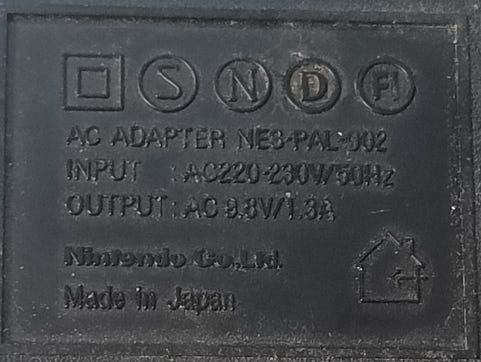 S N D FI
AC ADAPTER NES-PAL-002
INPUT : AC220-230V/50Hz
OUTPUT : AC 9.8V/1.3A
Nintendo Co.,Ltd.
Made in Japan